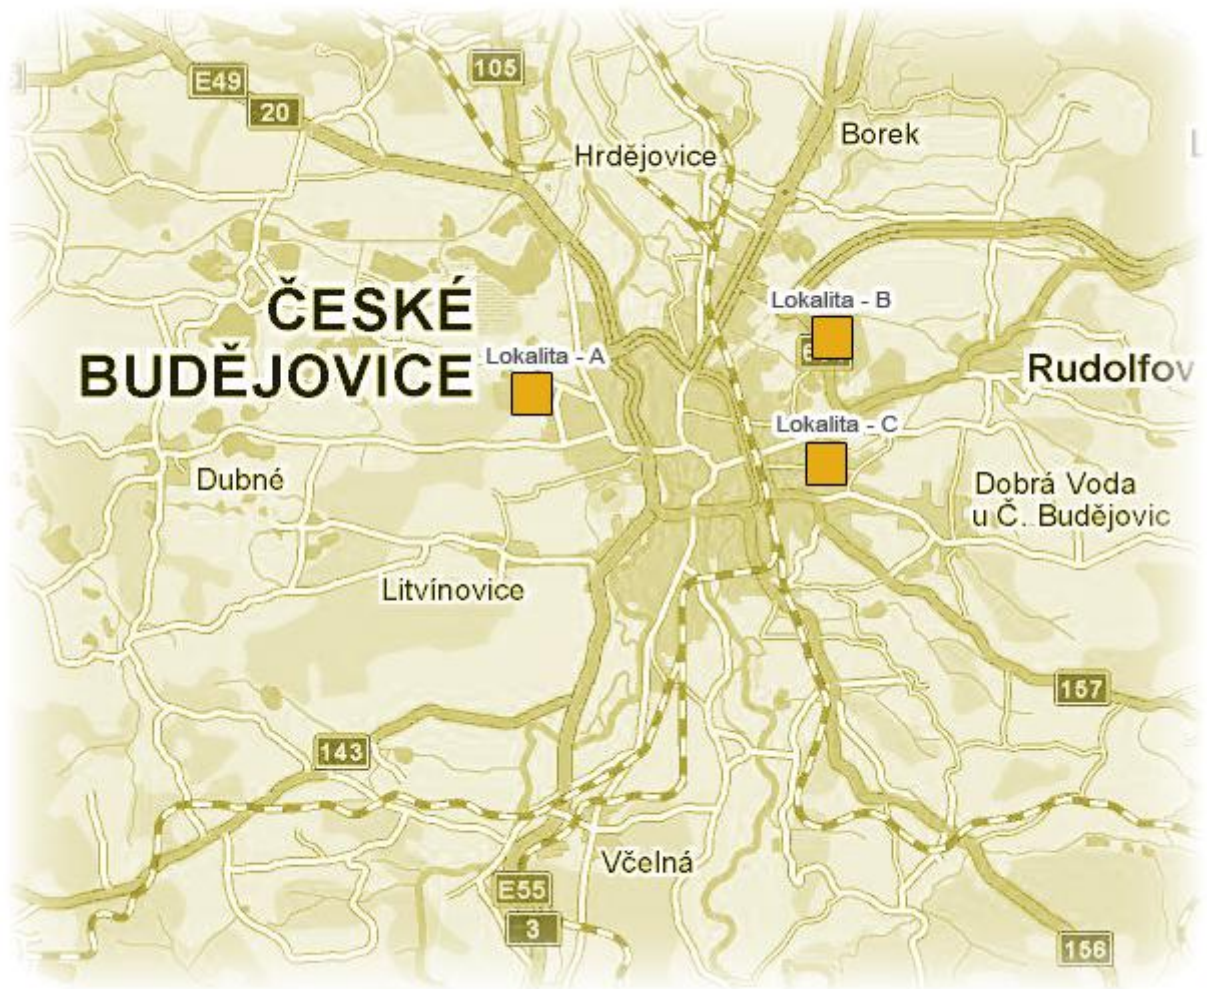 105
E49
20
Borek
Hrdějovice
ČESKÉ
BUDĚJOVICE
Lokalita - B
Lokalita - A
Rudolfov
Lokalita - C
Dubné
Dobrá Voda
u Č. Budějovic
Litvínovice
157
143
Včelná
E55
3
156